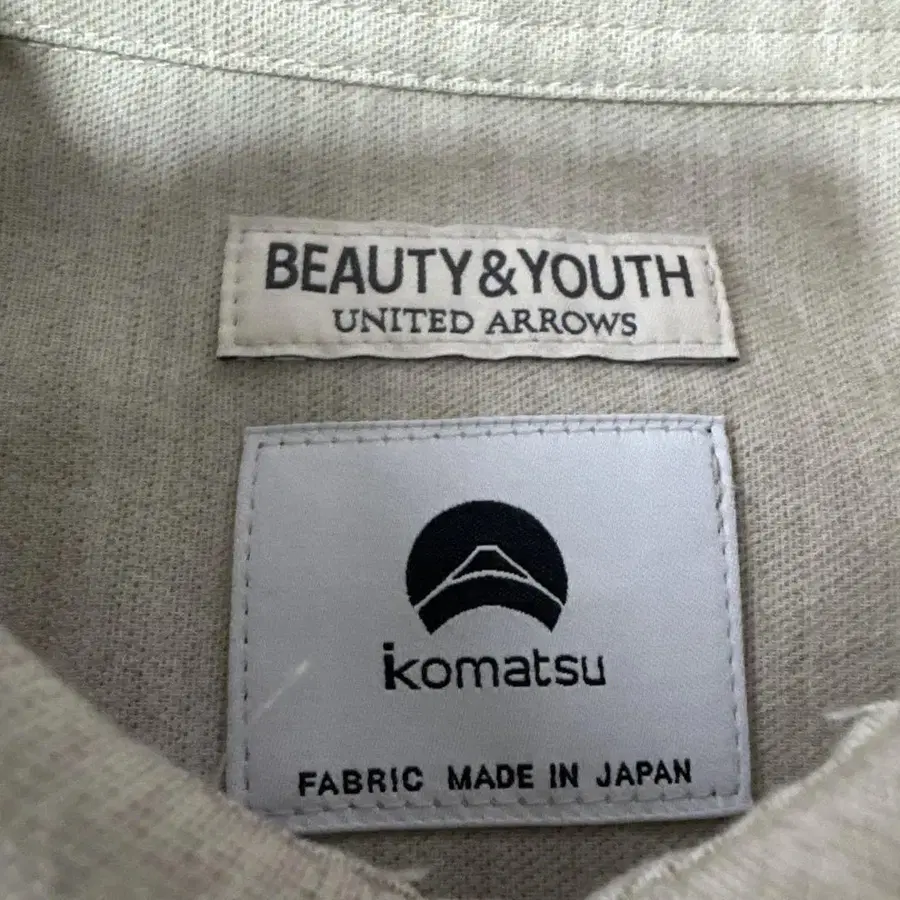 BEAUTY&YOUTH
UNITED ARROWS
komatsu
FABRIC MADE IN JAPAN